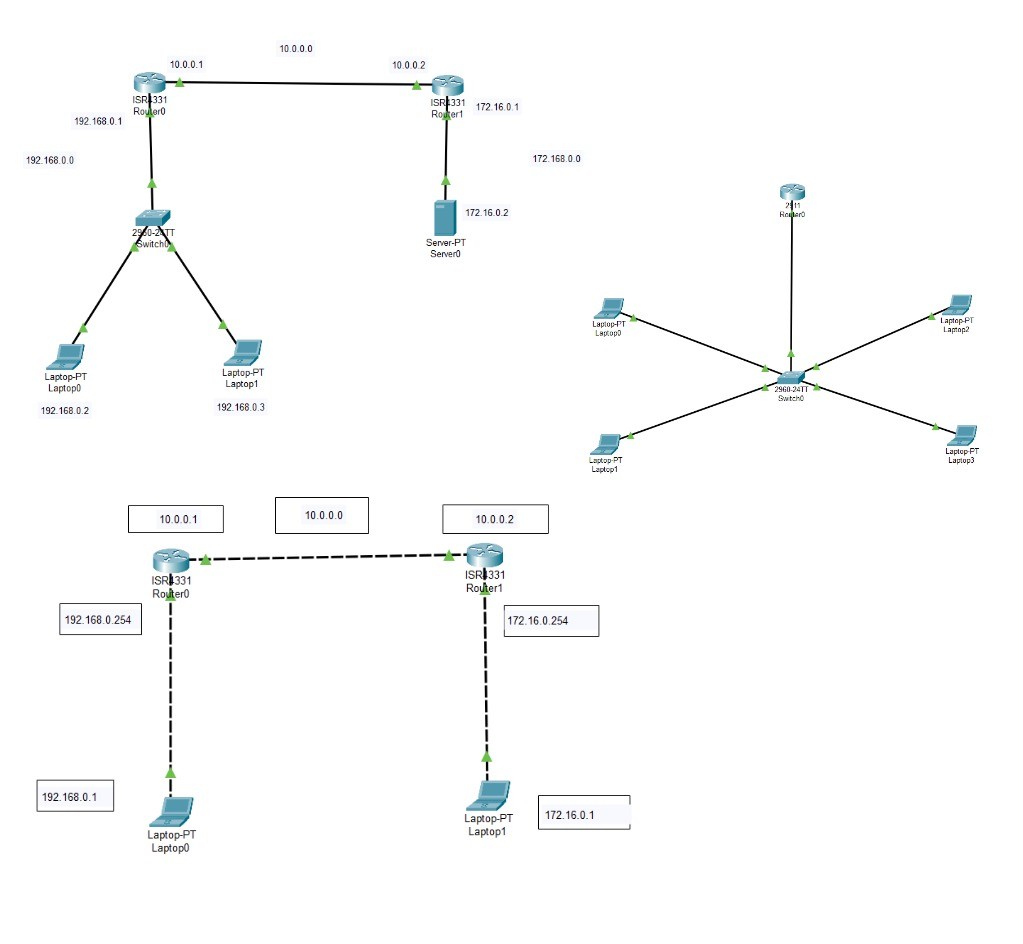 10.0.0.0
10.0.0.1
10.0.0.2
ISR4331
Router0
ISR4331
Router1
172.16.0.1
192.168.0.1
192.168.0.0
172.168.0.0
172.16.0.2
2960-24TT
Switch0
Server-PT
Server0
Laptop-PT
Laptop0
Laptop-PT
Laptop1
192.168.0.2
192.168.0.3
2911
Router0
Laptop-PT
Laptop0
Laptop-PT
Laptop2
2960-24TT
Switch0
Laptop-PT
Laptop1
Laptop-PT
Laptop3
10.0.0.1
10.0.0.0
10.0.0.2
ISR4331
Router0
ISR4331
Router1
192.168.0.254
172.16.0.254
192.168.0.1
172.16.0.1
Laptop-PT
Laptop0
Laptop-PT
Laptop1